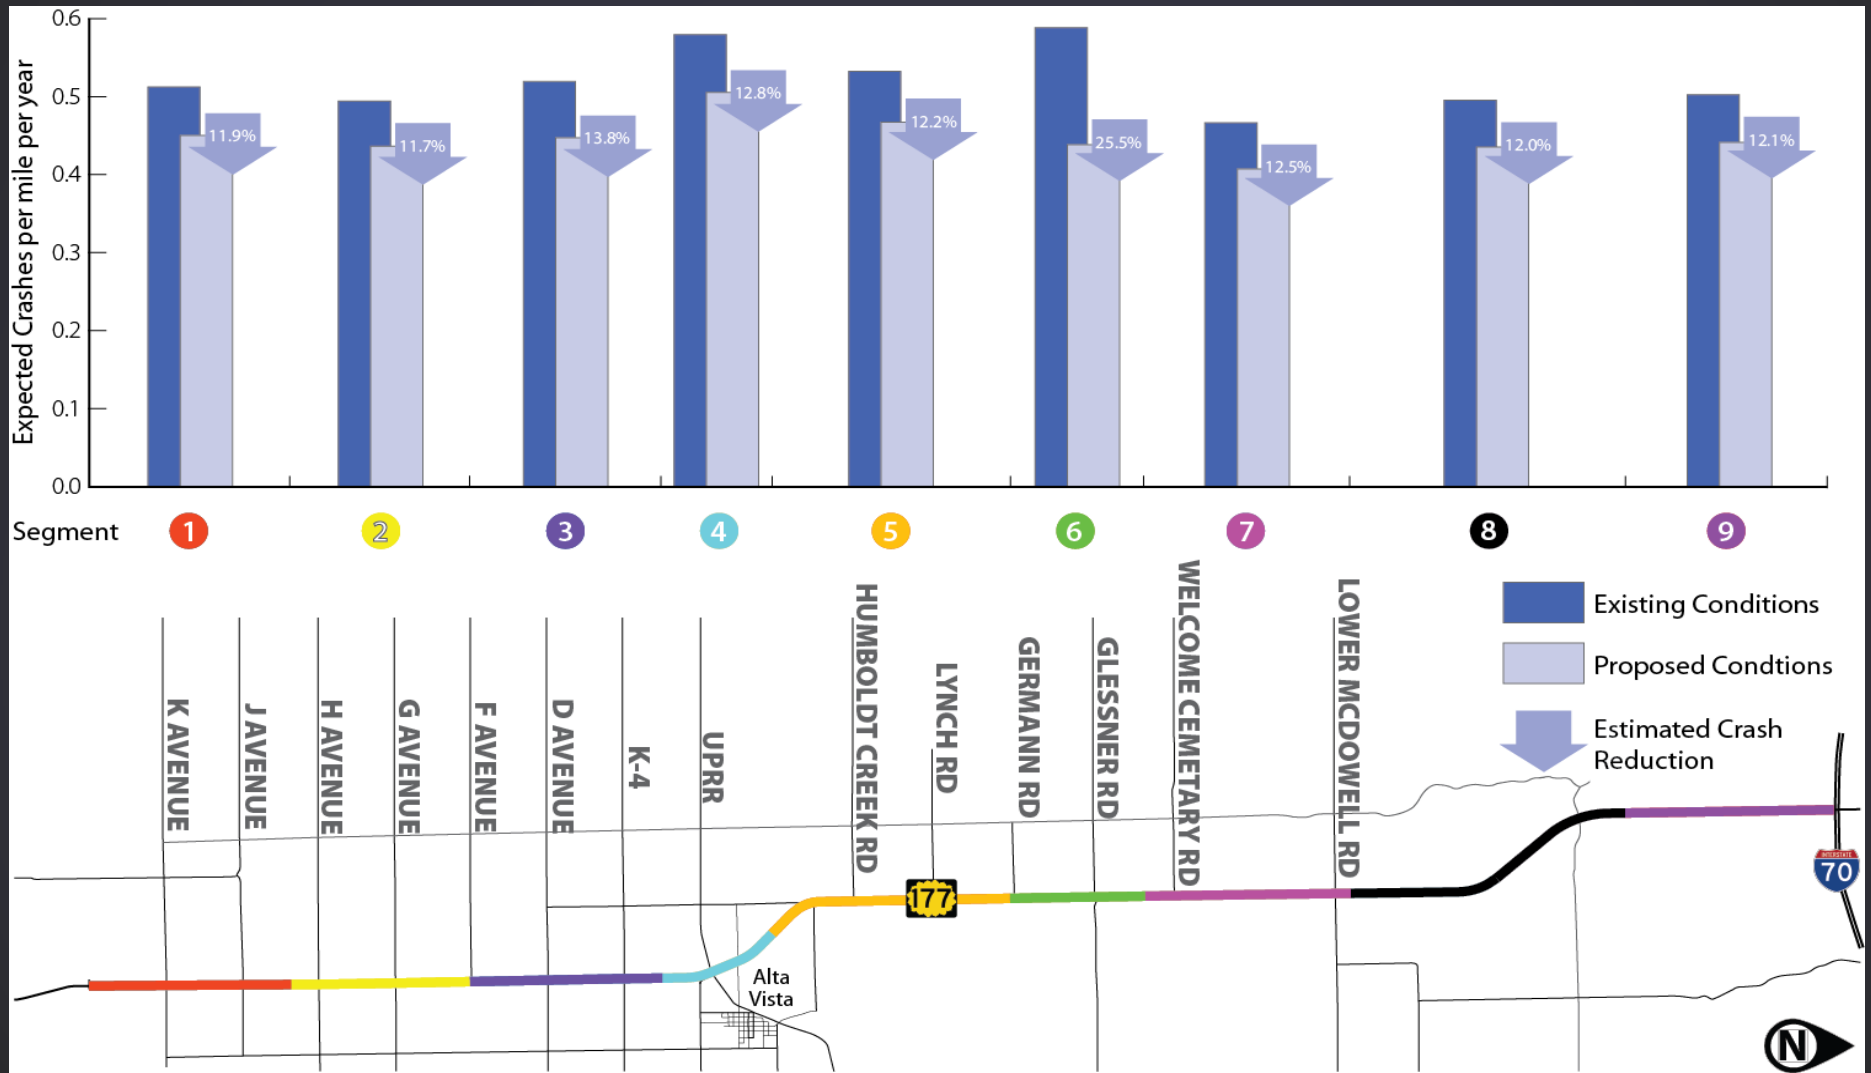 Expected Crashes per mile per year
0.6
0.5
0.4
0.3
0.2
0.1
0.0
11.9%
11.7%
13.8%
12.8%
12.2%
25.5%
12.5%
12.0%
12.1%
Segment
1
2
3
4
5
6
7
8
9
Existing Conditions
Proposed Condtions
Estimated Crash
Reduction
K AVENUE
J AVENUE
H AVENUE
G AVENUE
F AVENUE
D AVENUE
K-4
UPRR
HUMBOLDT CREEK RD
LYNCH RD
GERMANN RD
GLESSNER RD
WELCOME CEMETARY RD
LOWER MCDOWELL RD
177
INTERSTATE
70
Alta
Vista
N